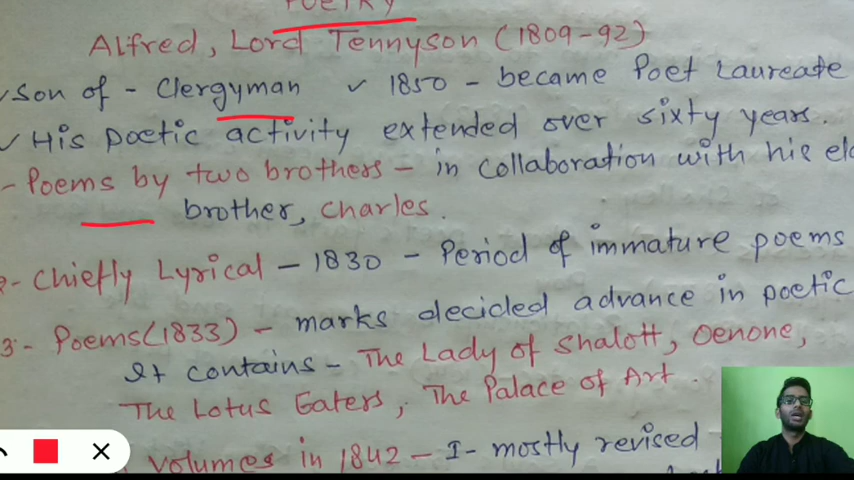 POETRY
Alfred, Lord Tennyson (1809-92)
✓ Son of - Clergyman ✓ 1850 - became Poet Laureate
✓ His poetic activity extended over sixty years.
- Poems by two brothers - in collaboration with his
brother, Charles.
2- Chiefly Lyrical - 1830 - Period of immature poems
3- Poems (1833) - marks decided advance in poetic
It contains - The Lady of Shalott, Oenone,
The Lotus Eaters, The Palace of Art.
volumes in 1842 - I- mostly revised